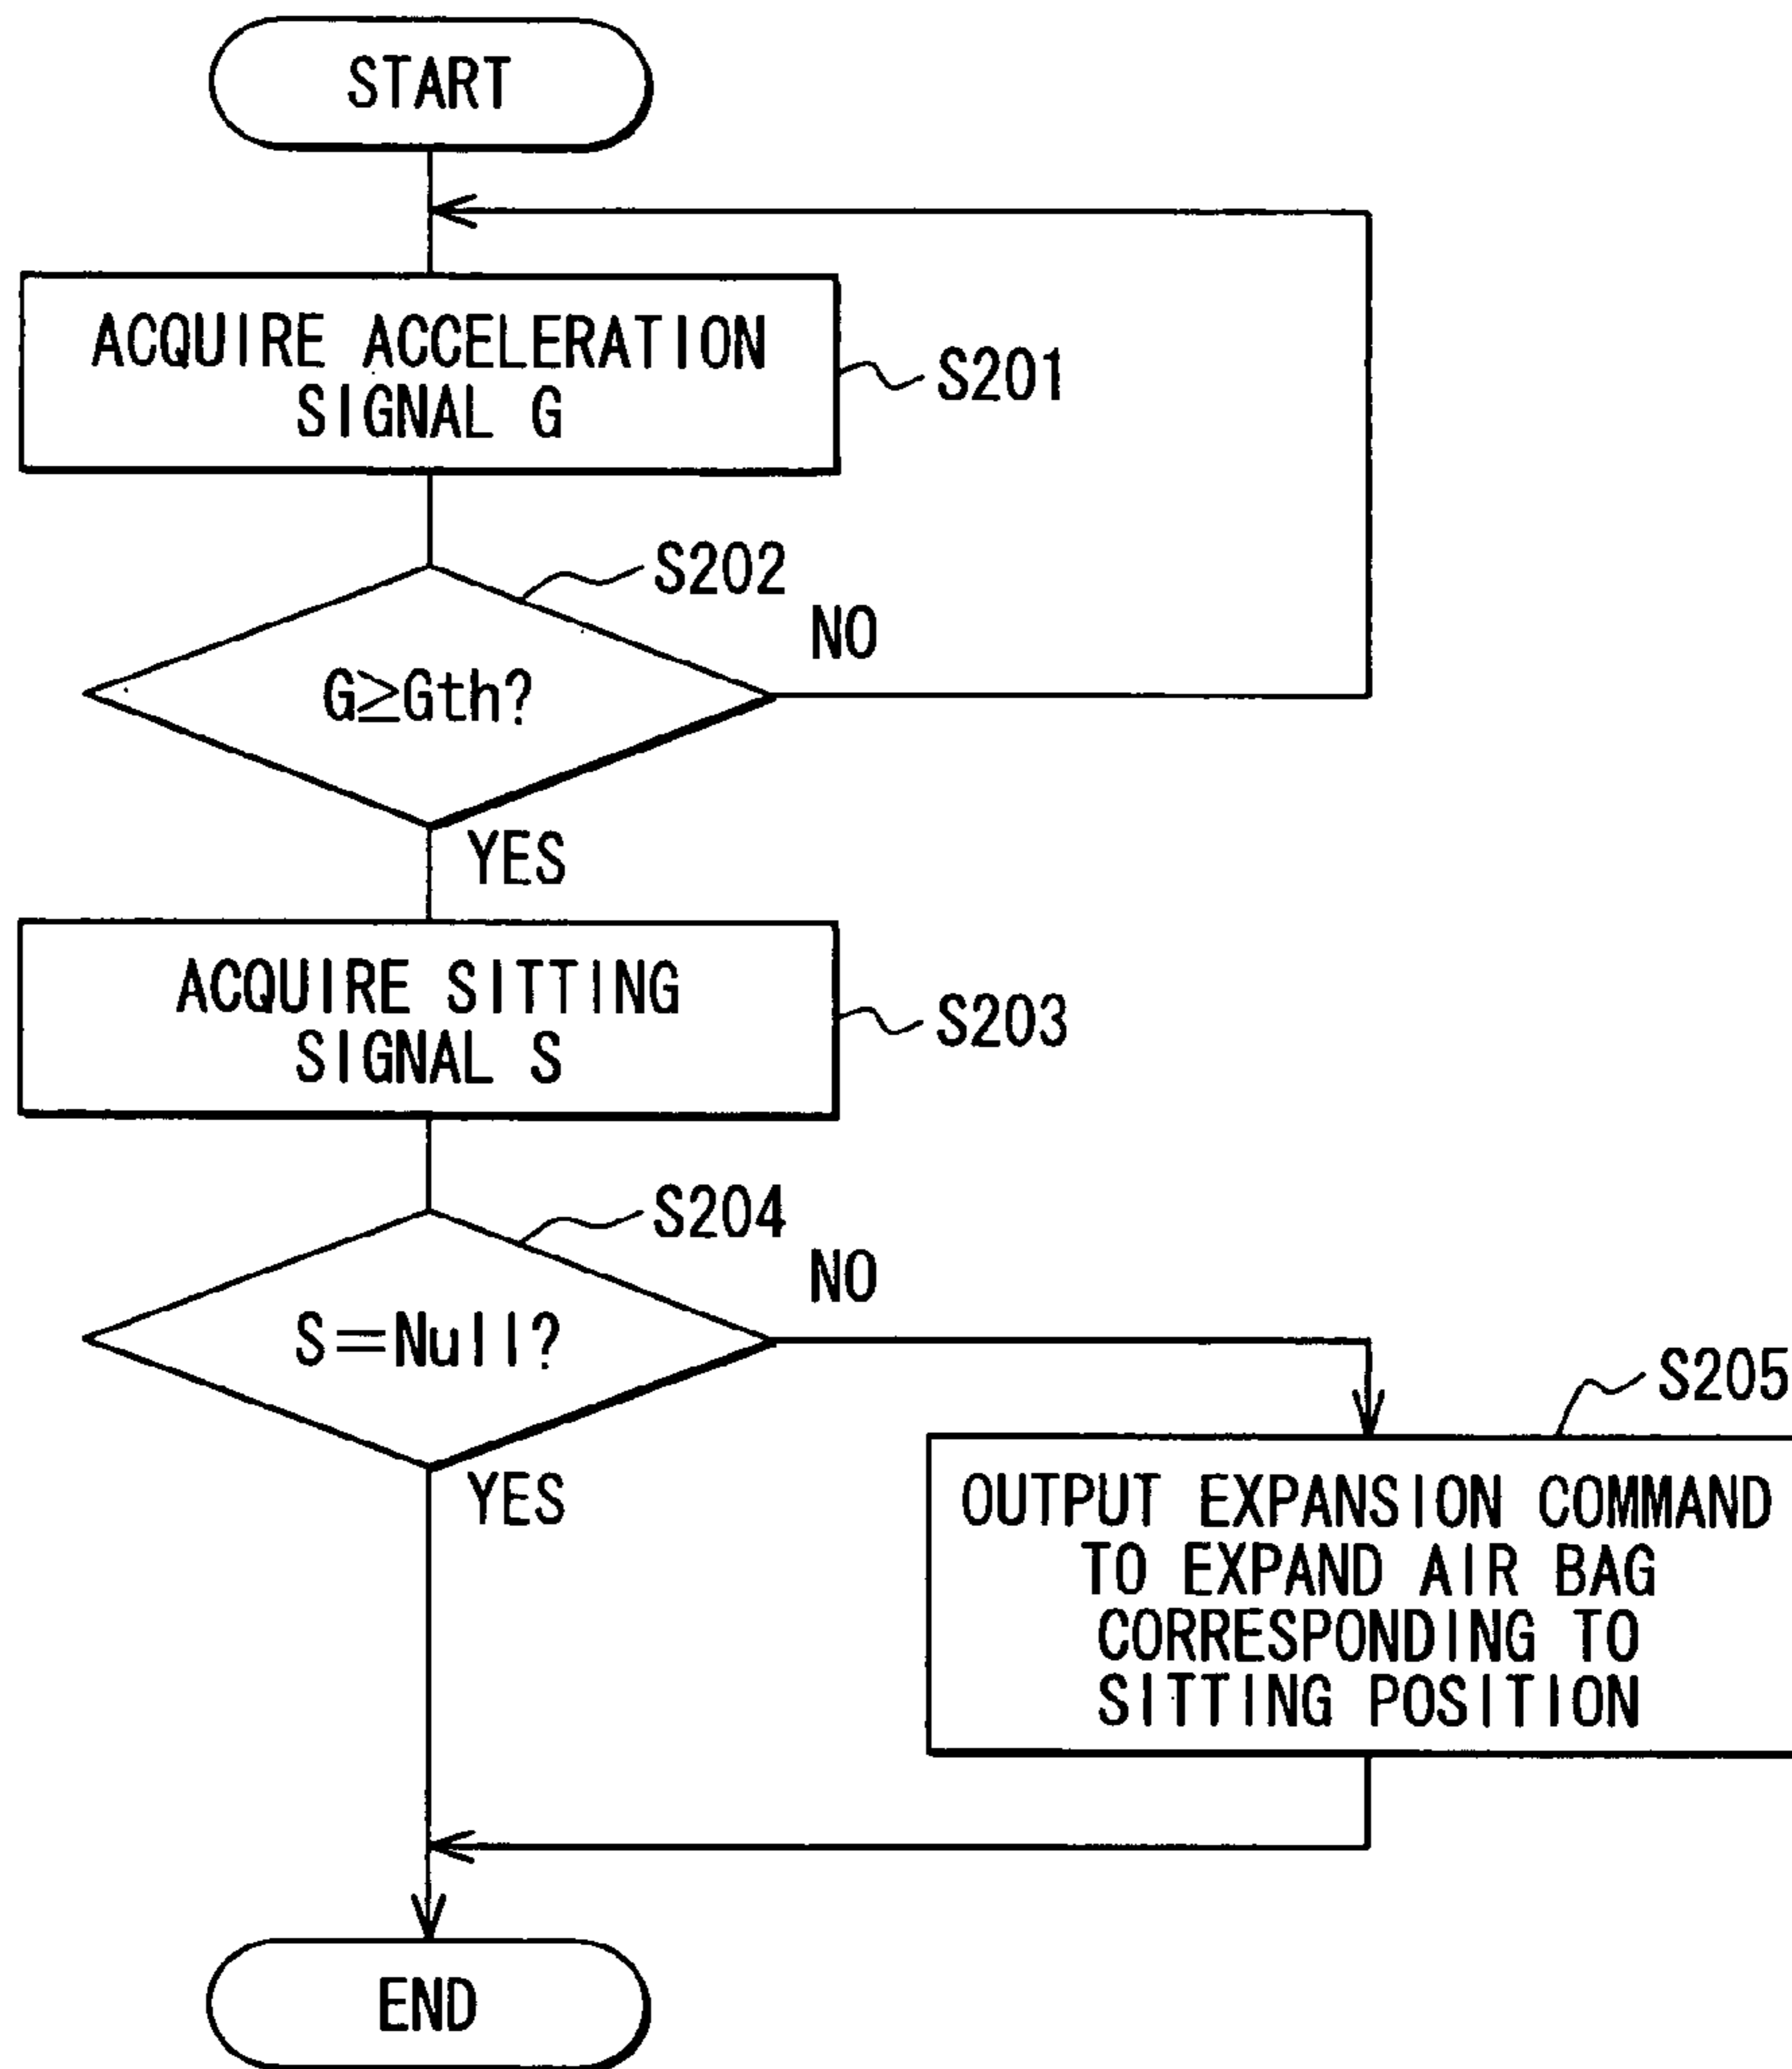 START
ACQUIRE ACCELERATION
SIGNAL G
S201
S202
G≧Gth?
NO
YES
ACQUIRE SITTING
SIGNAL S
S203
S204
S=Null?
NO
YES
S205
OUTPUT EXPANSION COMMAND
TO EXPAND AIR BAG
CORRESPONDING TO
SITTING POSITION
END